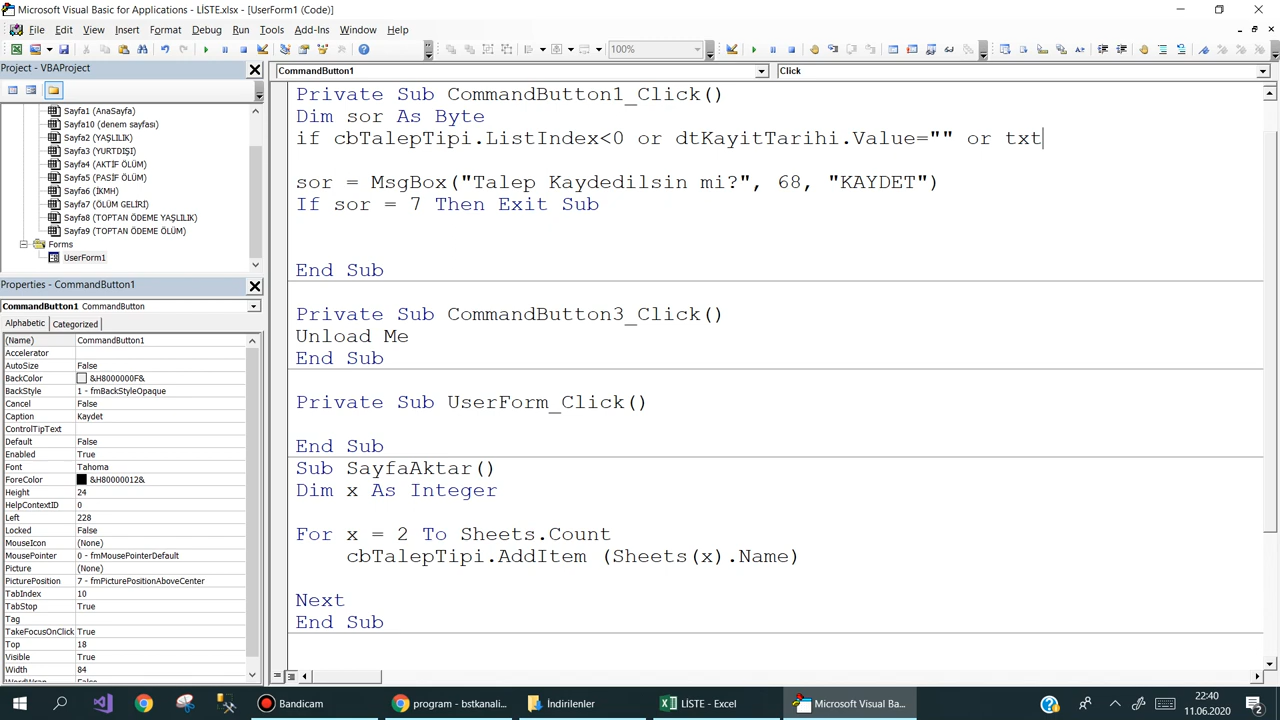 Microsoft Visual Basic for Applications - LİSTE.xlsx - [UserForm1 (Code)]
File Edit View Insert Format Debug Run Tools Add-Ins Window Help
100%
Project - VBAProject
CommandButton1
Click
Sayfa1 (AnaSayfa)
Sayfa10 (denem sayfası)
Sayfa2 (YAŞLILIK)
Sayfa3 (YURTDIŞI)
Sayfa4 (AKTİF ÖLÜM)
Sayfa5 (PASİF ÖLÜM)
Sayfa6 (İKMH)
Sayfa7 (ÖLÜM GELİRİ)
Sayfa8 (TOPTAN ÖDEME YAŞLILIK)
Sayfa9 (TOPTAN ÖDEME ÖLÜM)
Forms
UserForm1
Properties - CommandButton1
CommandButton1 CommandButton
Alphabetic Categorized
(Name) CommandButton1
Accelerator
AutoSize False
BackColor &H8000000F&
BackStyle 1 - fmBackStyleOpaque
Cancel False
Caption Kaydet
ControlTipText
Default False
Enabled True
Font Tahoma
ForeColor &H80000012&
Height 24
HelpContextID 0
Left 228
Locked False
MouseIcon (None)
MousePointer 0 - fmMousePointerDefault
Picture (None)
PicturePosition 7 - fmPicturePositionAboveCenter
TabIndex 10
TabStop True
Tag
TakeFocusOnClick True
Top 18
Visible True
Width 84
WordWrap False
Private Sub CommandButton1_Click()
Dim sor As Byte
if cbTalepTipi.ListIndex<0 or dtKayitTarihi.Value="" or txt
sor = MsgBox("Talep Kaydedilsin mi?", 68, "KAYDET")
If sor = 7 Then Exit Sub
End Sub
Private Sub CommandButton3_Click()
Unload Me
End Sub
Private Sub UserForm_Click()
End Sub
Sub SayfaAktar()
Dim x As Integer
For x = 2 To Sheets.Count
cbTalepTipi.AddItem (Sheets(x).Name)
Next
End Sub
Bandicam
program - bstkanali...
İndirilenler
LİSTE - Excel
Microsoft Visual Ba...
22:40
11.06.2020
2